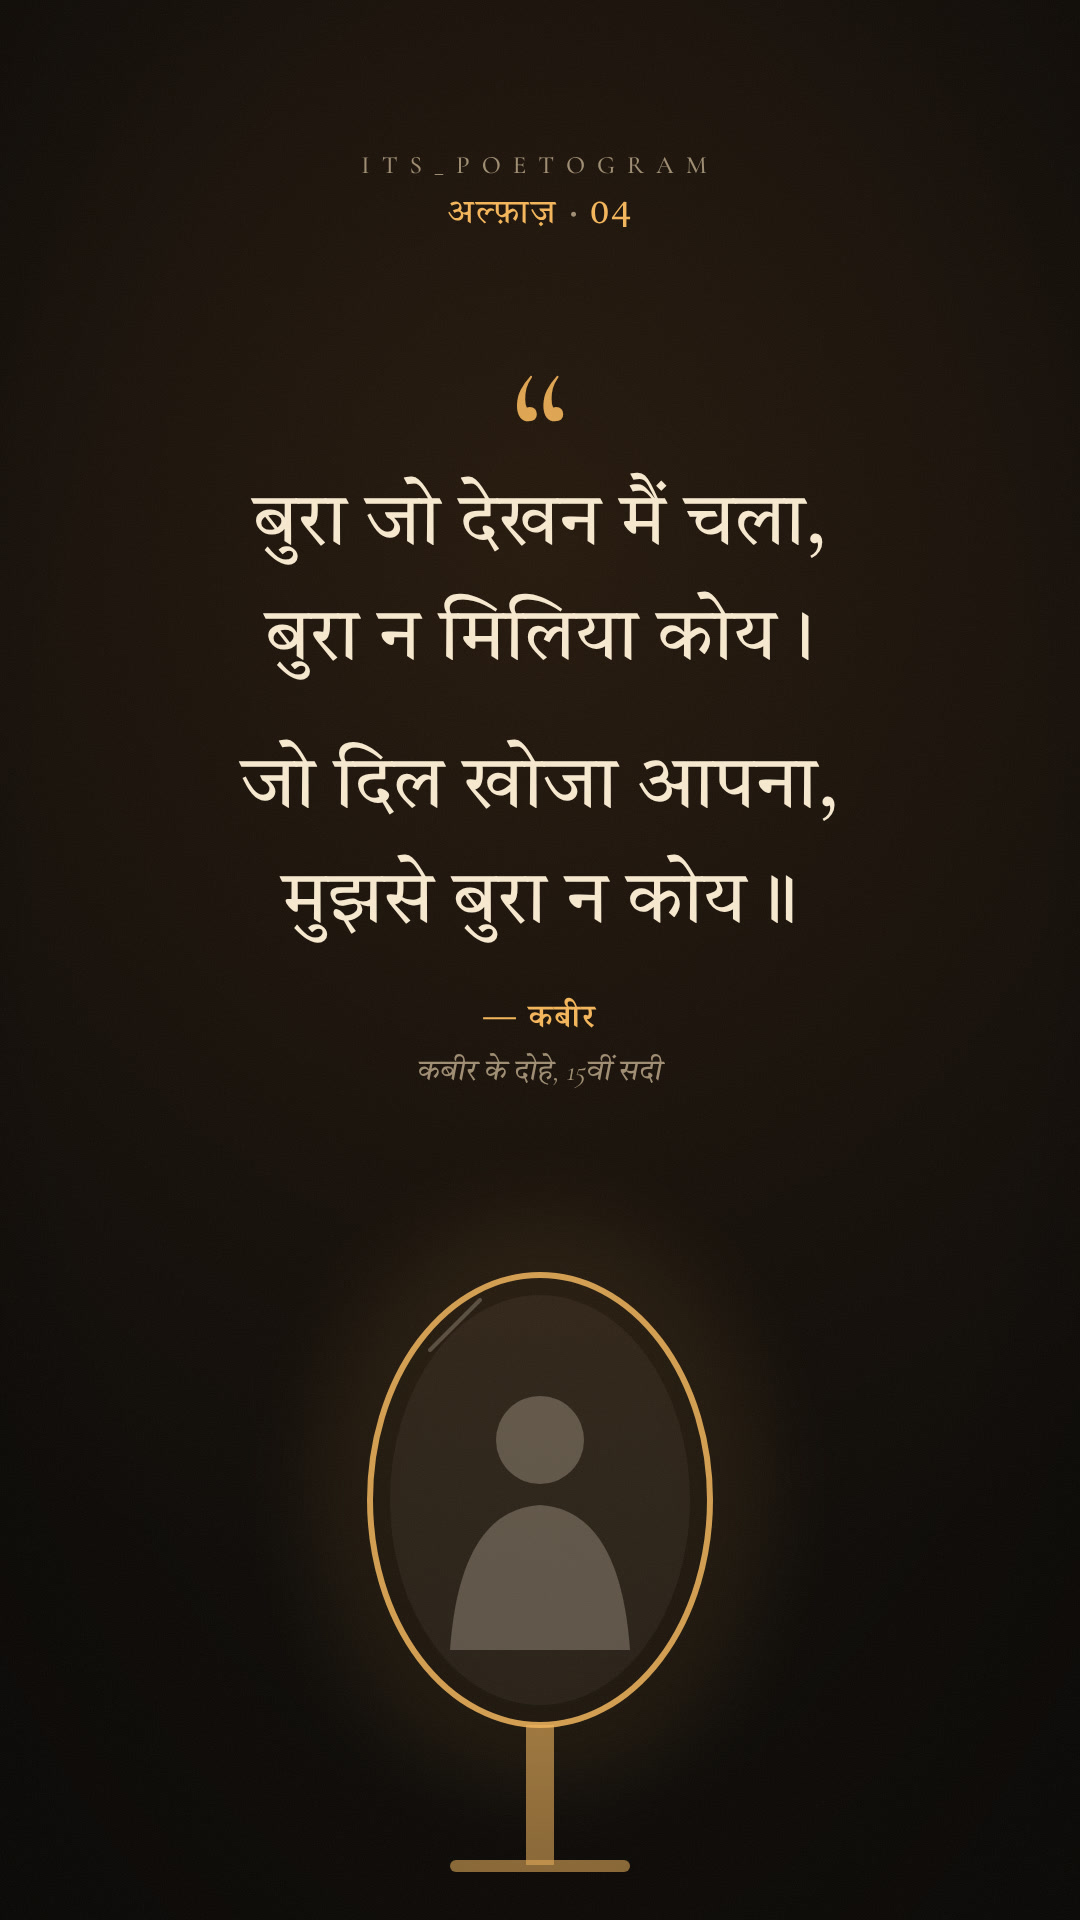 ITS_POETOGRAM
अल्फ़ाज़ · 04
“
बुरा जो देखन मैं चला,
बुरा न मिलिया कोय।
जो दिल खोजा आपना,
मुझसे बुरा न कोय॥
— कबीर
कबीर के दोहे, 15वीं सदी